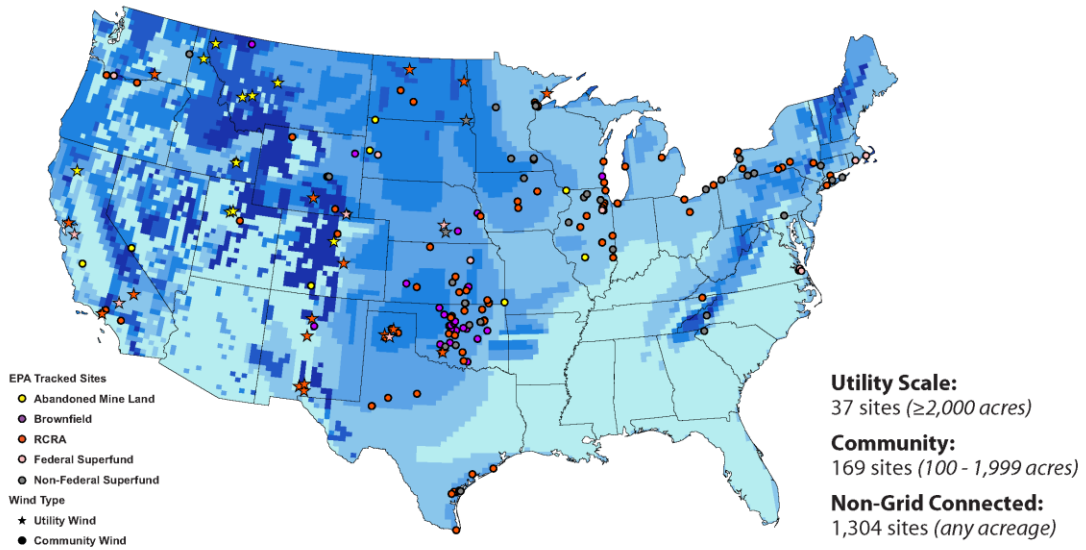 EPA Tracked Sites
Abandoned Mine Land
Brownfield
RCRA
Federal Superfund
Non-Federal Superfund
Wind Type
Utility Wind
Community Wind
Utility Scale:
37 sites (≥2,000 acres)
Community:
169 sites (100 - 1,999 acres)
Non-Grid Connected:
1,304 sites (any acreage)